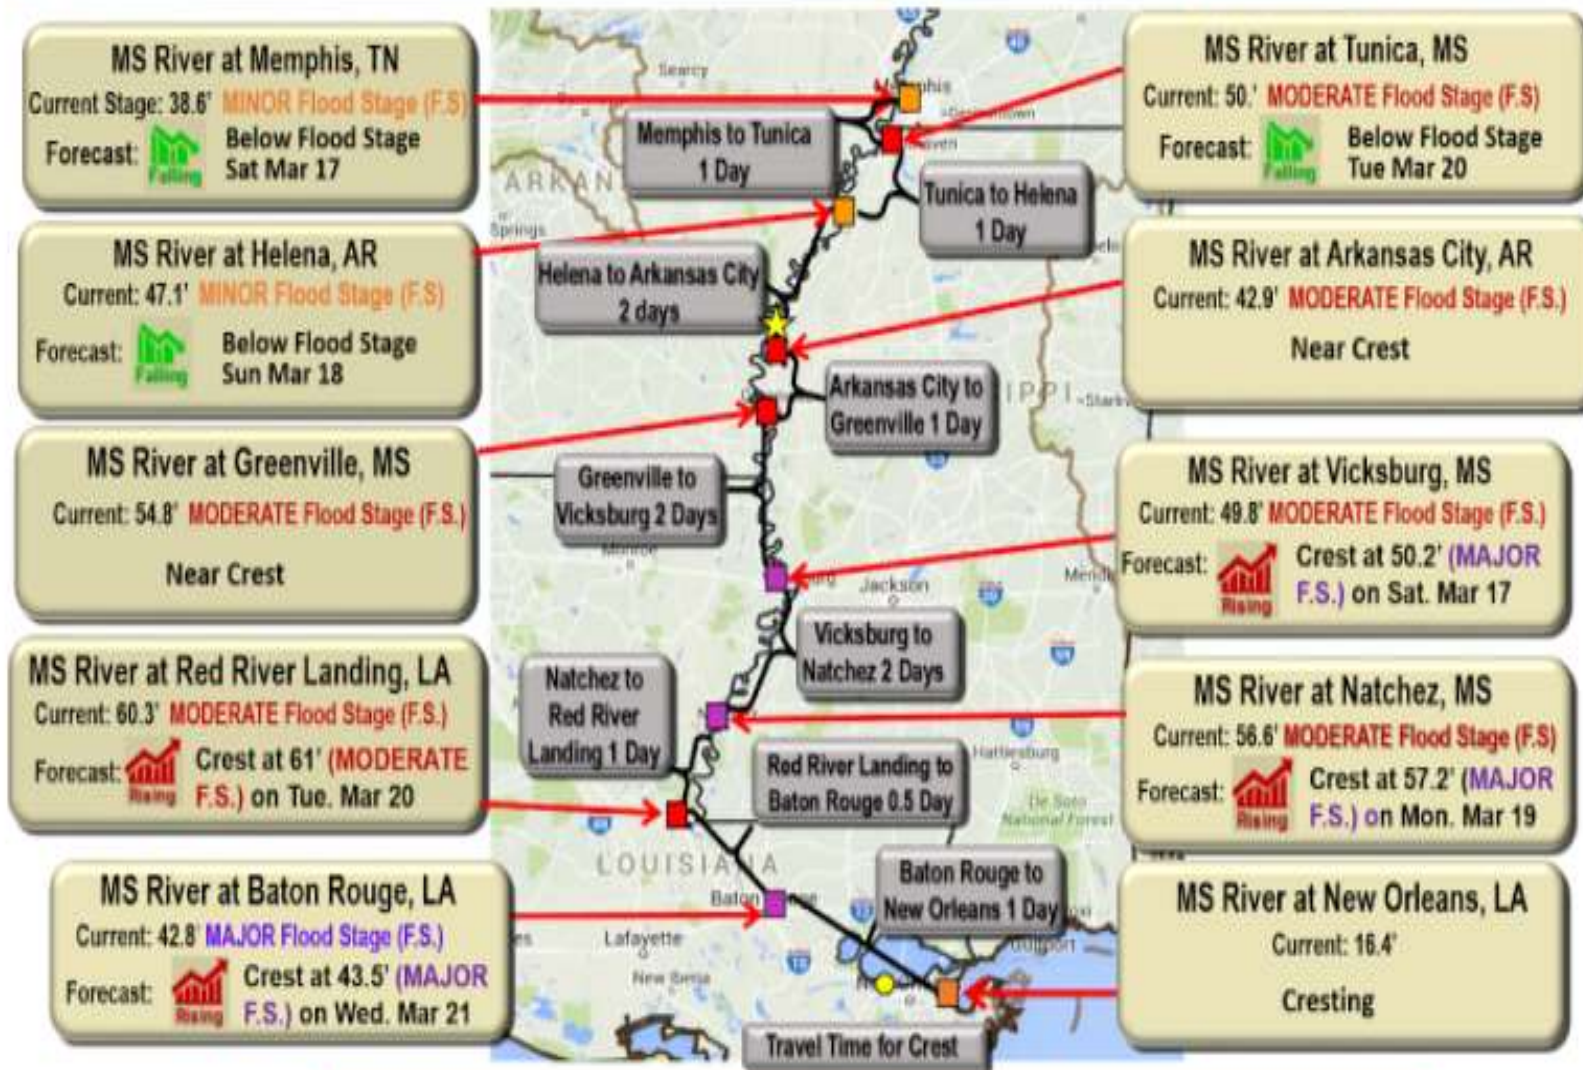 MS River at Memphis, TN
Current Stage: 38.6' MINOR Flood Stage (F.S)
Forecast: Falling Below Flood Stage
Sat Mar 17
MS River at Helena, AR
Current: 47.1' MINOR Flood Stage (F.S)
Forecast: Falling Below Flood Stage
Sun Mar 18
MS River at Greenville, MS
Current: 54.8' MODERATE Flood Stage (F.S.)
Near Crest
MS River at Red River Landing, LA
Current: 60.3' MODERATE Flood Stage (F.S.)
Forecast: Rising Crest at 61' (MODERATE
F.S.) on Tue. Mar 20
MS River at Baton Rouge, LA
Current: 42.8' MAJOR Flood Stage (F.S.)
Forecast: Rising Crest at 43.5' (MAJOR
F.S.) on Wed. Mar 21
Searcy
Memphis to Tunica
1 Day
Tunica to Helena
1 Day
Springs
Helena to Arkansas City
2 days
Arkansas City to
Greenville 1 Day
Greenville to
Vicksburg 2 Days
Monroe
Jackson
Vicksburg to
Natchez 2 Days
Natchez to
Red River
Landing 1 Day
Hattiesburg
Red River Landing to
Baton Rouge 0.5 Day
De Soto
National Forest
LOUISIANA
Baton Rouge to
New Orleans 1 Day
Lafayette
New Iberia
Gulfport
Travel Time for Crest
MS River at Tunica, MS
Current: 50.' MODERATE Flood Stage (F.S)
Forecast: Falling Below Flood Stage
Tue Mar 20
MS River at Arkansas City, AR
Current: 42.9' MODERATE Flood Stage (F.S.)
Near Crest
MS River at Vicksburg, MS
Current: 49.8' MODERATE Flood Stage (F.S.)
Forecast: Rising Crest at 50.2' (MAJOR
F.S.) on Sat. Mar 17
MS River at Natchez, MS
Current: 56.6' MODERATE Flood Stage (F.S)
Forecast: Rising Crest at 57.2' (MAJOR
F.S.) on Mon. Mar 19
MS River at New Orleans, LA
Current: 16.4'
Cresting